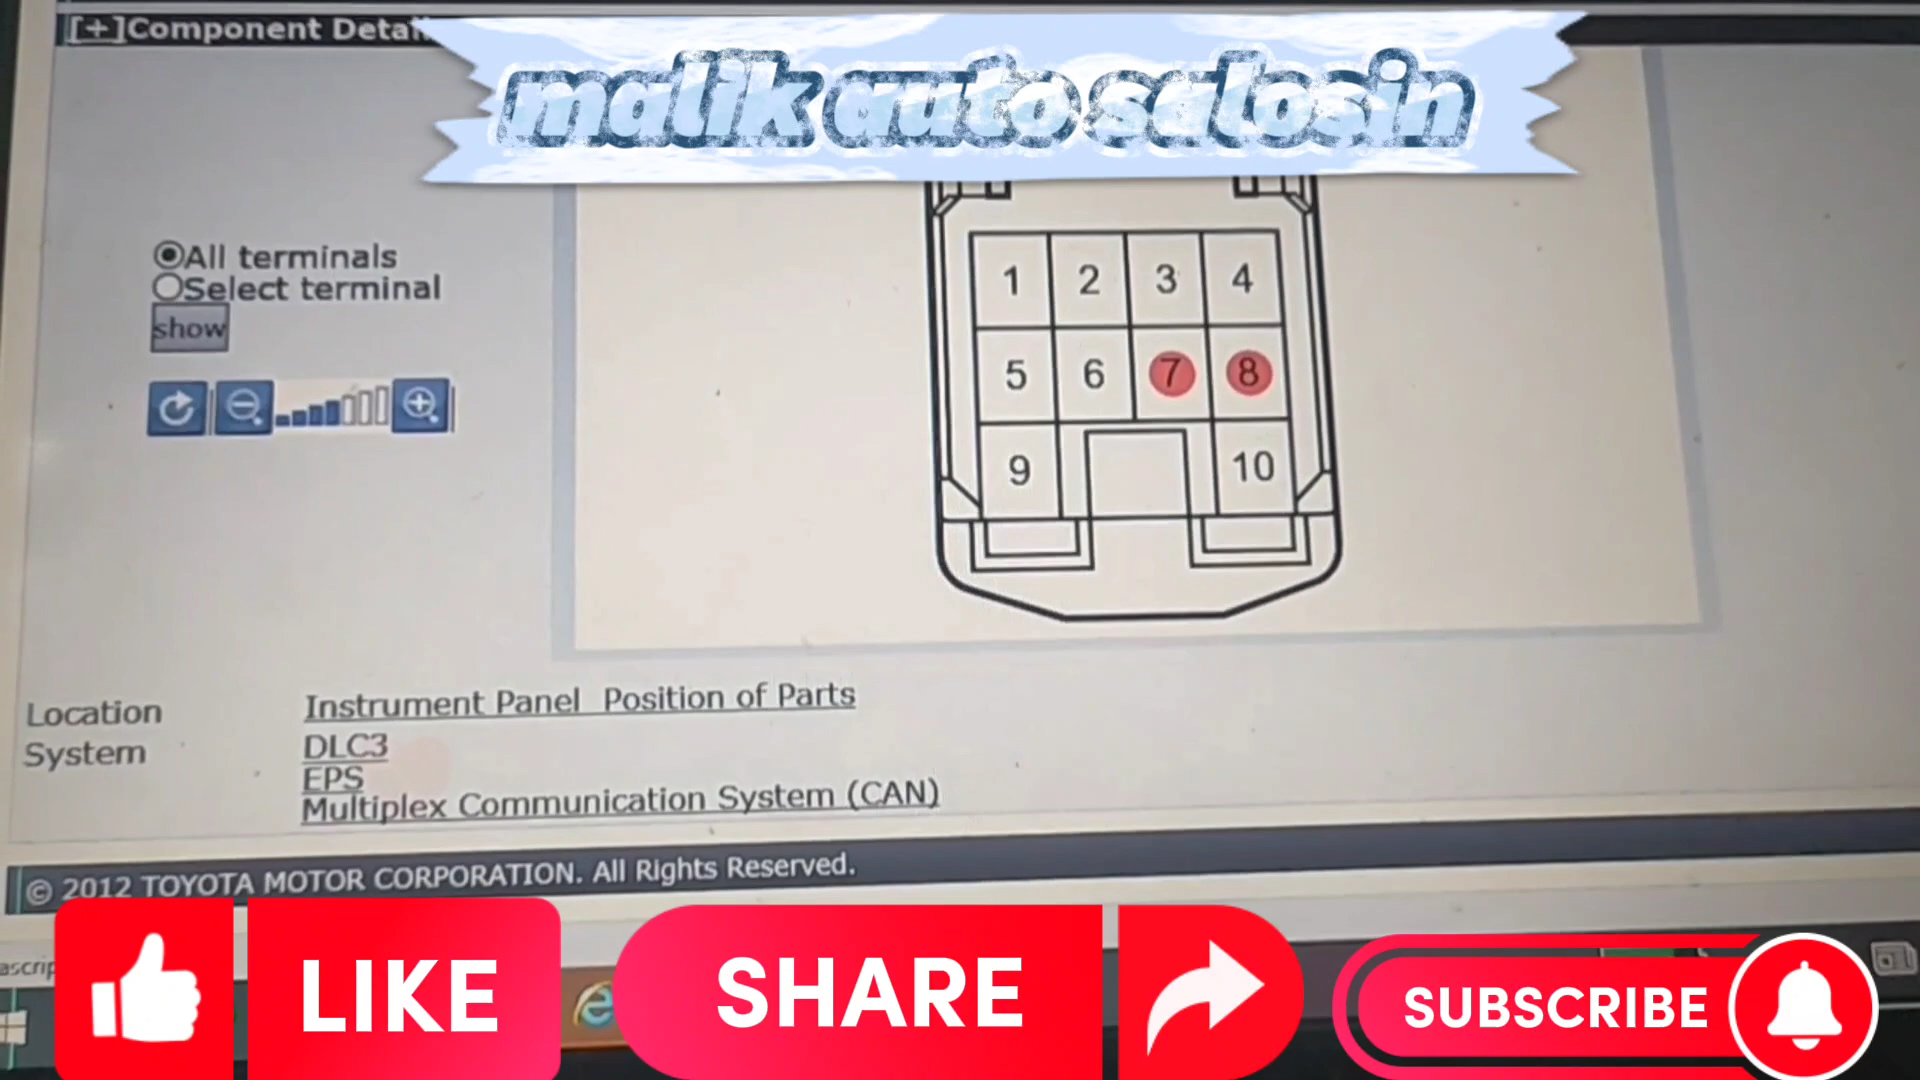 [+]Component Detai
malik auto salosin
All terminals
Select terminal
show
1 2 3 4
5 6 7 8
9 10
Location Instrument Panel Position of Parts
System DLC3
EPS
Multiplex Communication System (CAN)
© 2012 TOYOTA MOTOR CORPORATION. All Rights Reserved.
ascrip
LIKE SHARE SUBSCRIBE